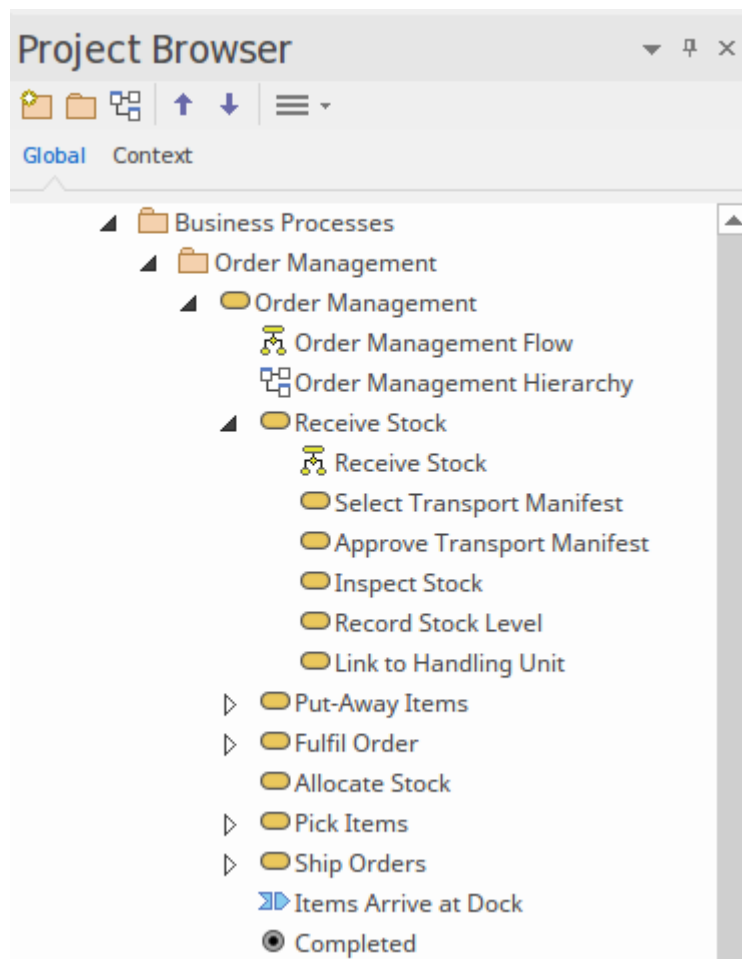 Project Browser
Global Context
Business Processes
Order Management
Order Management
Order Management Flow
Order Management Hierarchy
Receive Stock
Receive Stock
Select Transport Manifest
Approve Transport Manifest
Inspect Stock
Record Stock Level
Link to Handling Unit
Put-Away Items
Fulfil Order
Allocate Stock
Pick Items
Ship Orders
Items Arrive at Dock
Completed